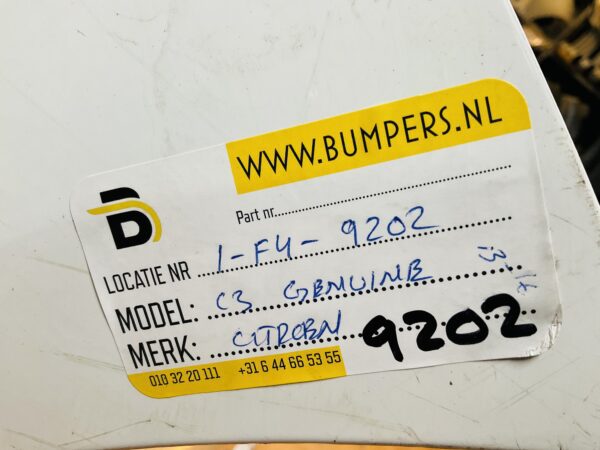 WWW.BUMPERS.NL
B
Part nr.
LOCATIE NR 1-F4-9202
MODEL: C3 GENUINE
MERK: CITROEN 9202
010 32 20 111 +31 6 44 66 53 55